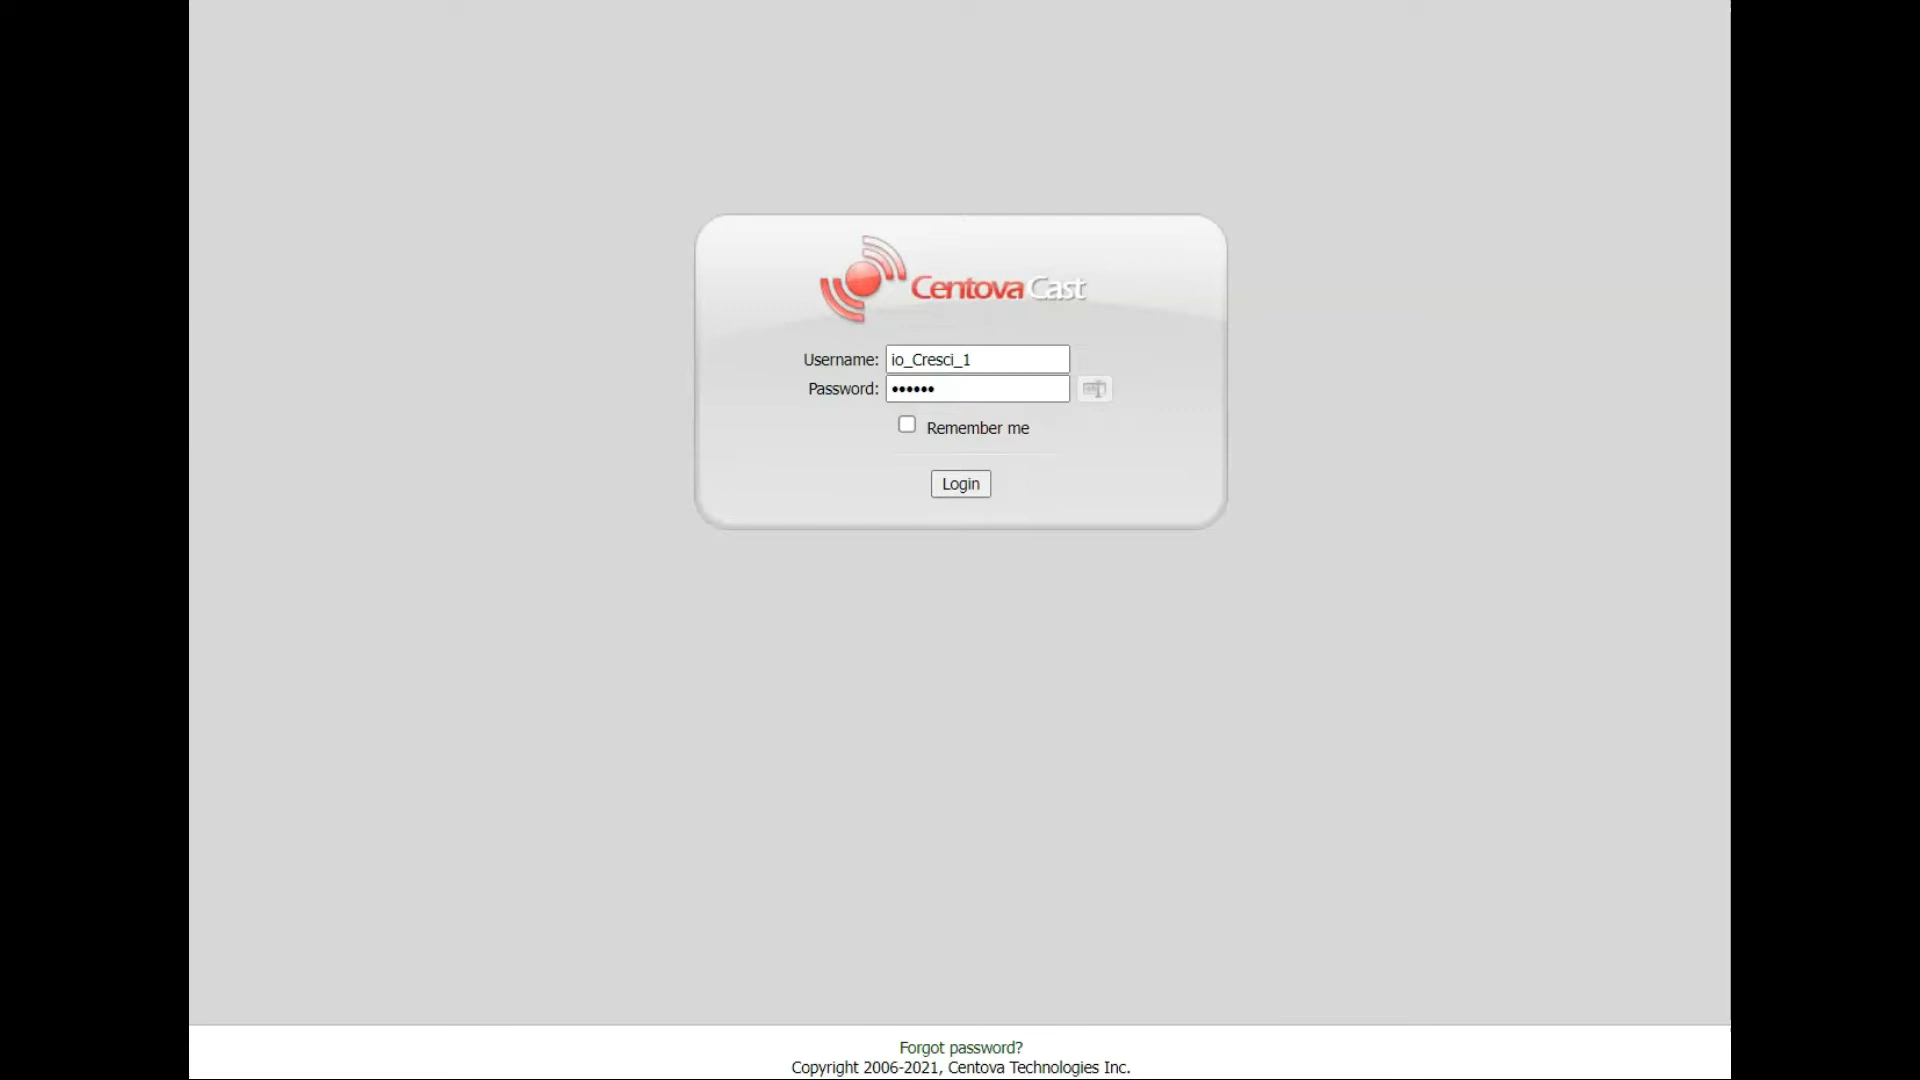 Centova Cast
Username: io_Cresci_1
Password: ••••••
Remember me
Login
Forgot password?
Copyright 2006-2021, Centova Technologies Inc.